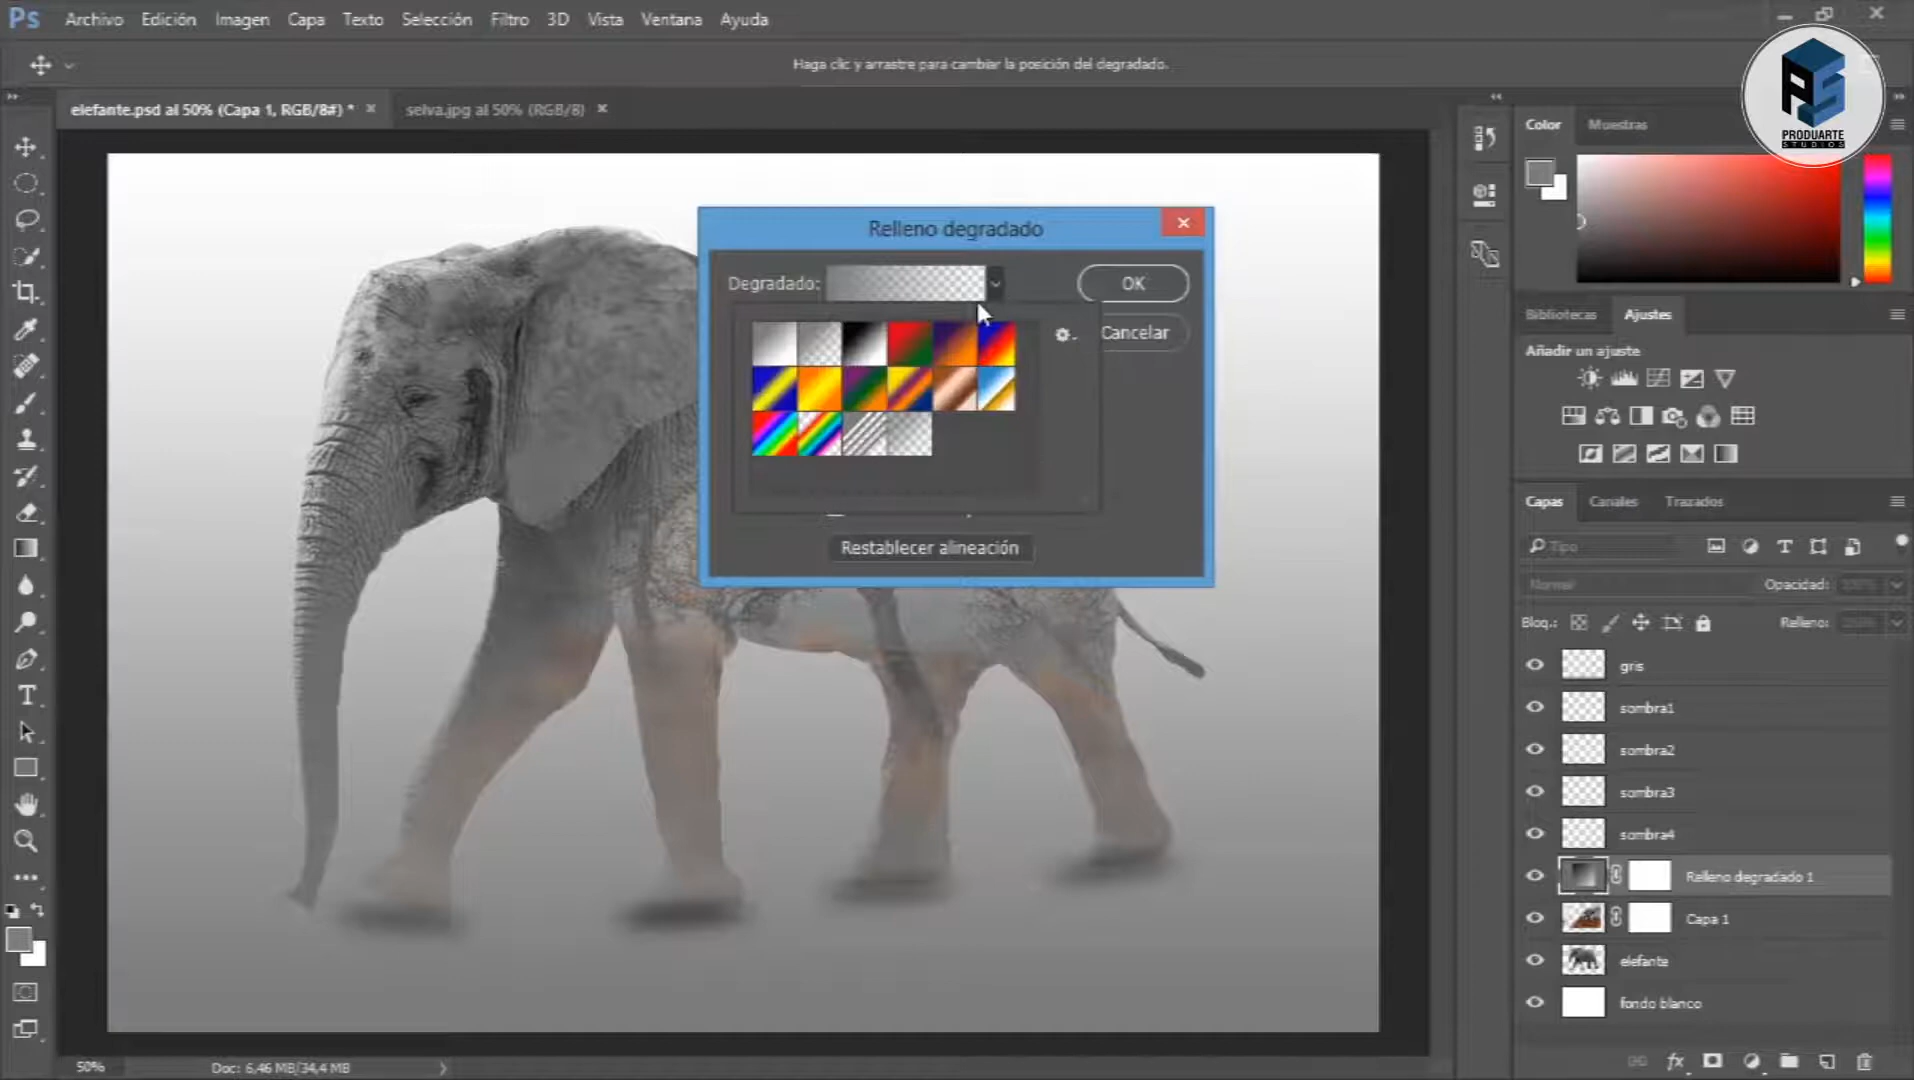 Ps Archivo Edición Imagen Capa Texto Selección Filtro 3D Vista Ventana Ayuda
Haga clic y arrastre para cambiar la posición del degradado.
PS
PRODUARTE
STUDIOS
elefante.psd al 50% (Capa 1, RGB/8#) *
selva.jpg al 50% (RGB/8)
Color Muestras
Relleno degradado
Degradado:
OK
Cancelar
Restablecer alineación
Bibliotecas Ajustes
Añadir un ajuste
Capas Canales Trazados
Tipo
Normal Opacidad:
Bloq.: Relleno:
gris
sombra1
sombra2
sombra3
sombra4
Relleno degradado 1
Capa 1
elefante
fondo blanco
50% Doc: 6,46 MB/34,4 MB